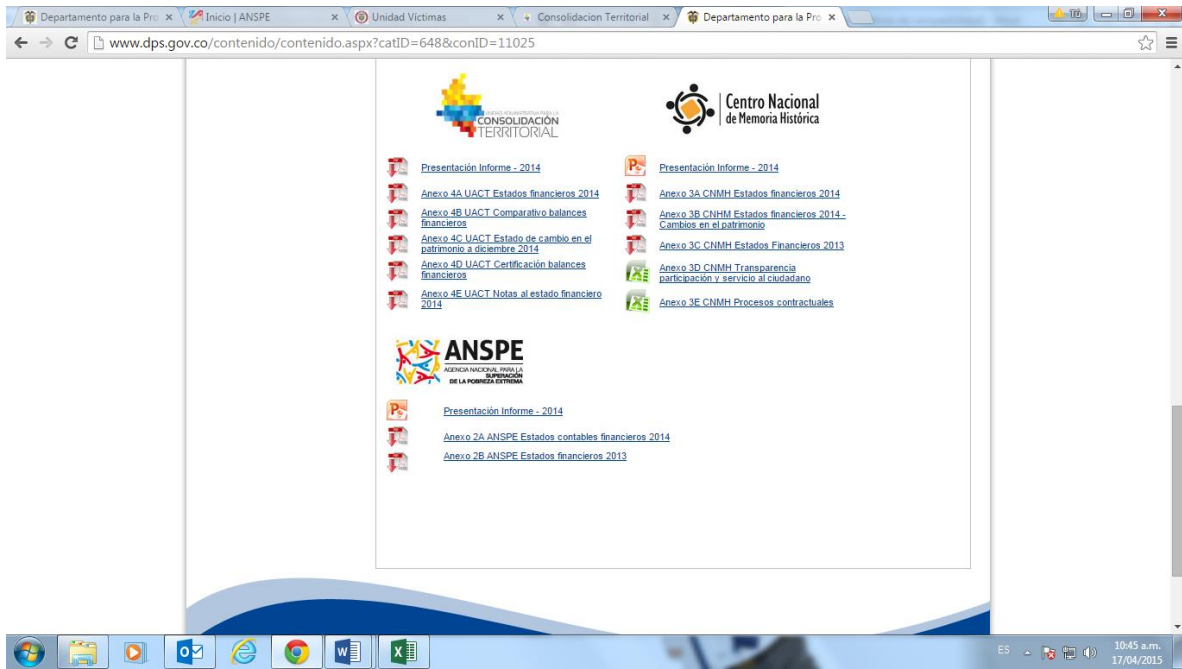 Departamento para la Pro
Inicio | ANSPE
Unidad Víctimas
Consolidacion Territorial
Departamento para la Pro
TÚ
www.dps.gov.co/contenido/contenido.aspx?catID=648&conID=11025
UNIDAD ADMINISTRATIVA PARA LA
CONSOLIDACIÓN
TERRITORIAL
Presentación Informe - 2014
Anexo 4A UACT Estados financieros 2014
Anexo 4B UACT Comparativo balances
financieros
Anexo 4C UACT Estado de cambio en el
patrimonio a diciembre 2014
Anexo 4D UACT Certificación balances
financieros
Anexo 4E UACT Notas al estado financiero
2014
Centro Nacional
de Memoria Histórica
Presentación Informe - 2014
Anexo 3A CNMH Estados financieros 2014
Anexo 3B CNHM Estados financieros 2014 -
Cambios en el patrimonio
Anexo 3C CNMH Estados Financieros 2013
Anexo 3D CNMH Transparencia
participación y servicio al ciudadano
Anexo 3E CNMH Procesos contractuales
ANSPE
AGENCIA NACIONAL PARA LA
SUPERACIÓN
DE LA POBREZA EXTREMA
Presentación Informe - 2014
Anexo 2A ANSPE Estados contables financieros 2014
Anexo 2B ANSPE Estados financieros 2013
ES
10:45 a.m.
17/04/2015